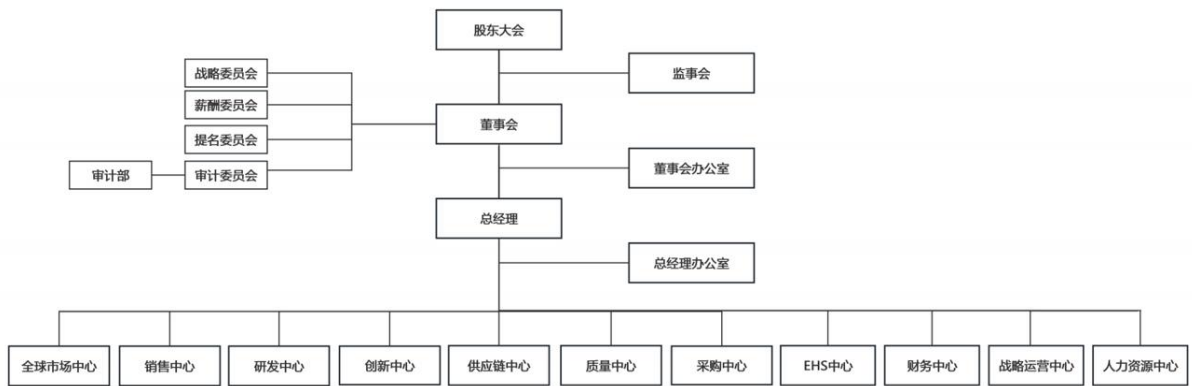 股东大会
监事会
战略委员会
薪酬委员会
董事会
提名委员会
审计部
审计委员会
董事会办公室
总经理
总经理办公室
全球市场中心
销售中心
研发中心
创新中心
供应链中心
质量中心
采购中心
EHS中心
财务中心
战略运营中心
人力资源中心